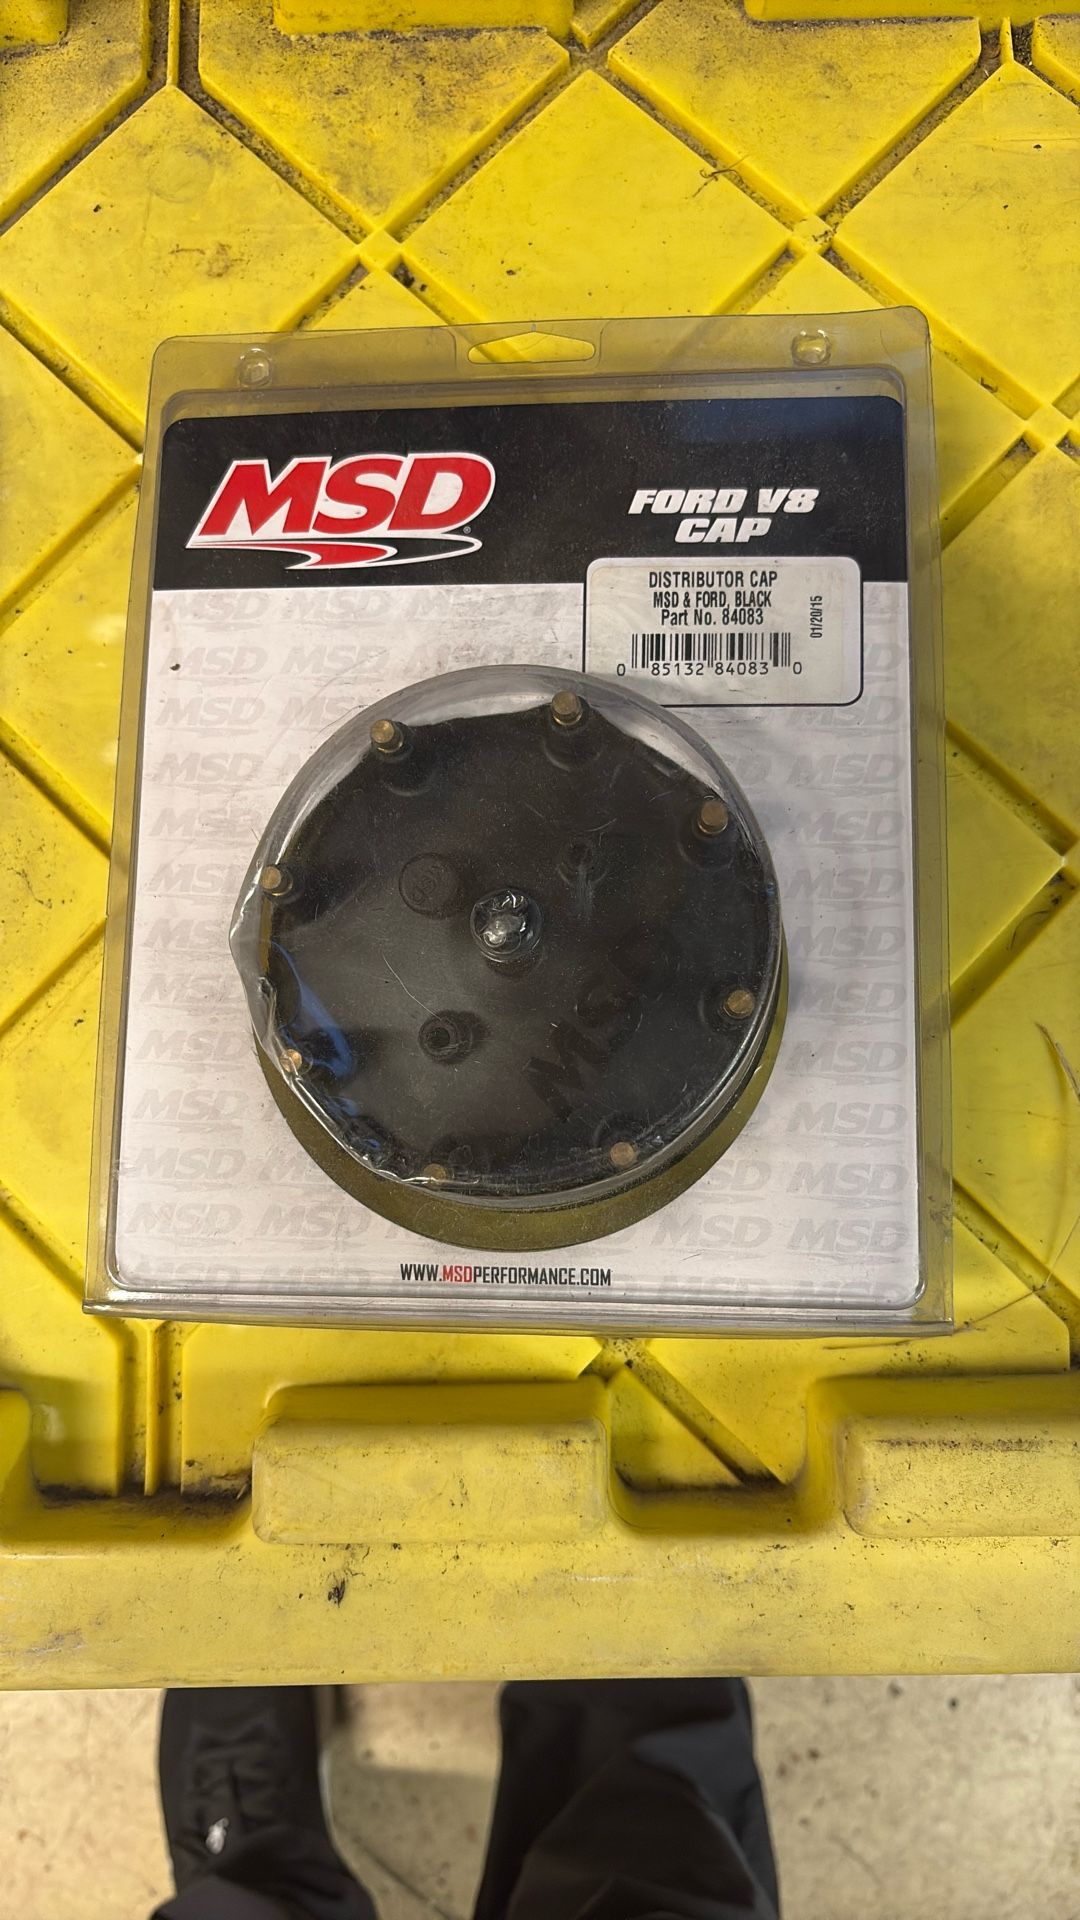 MSD
FORD V8
CAP
DISTRIBUTOR CAP
MSD & FORD, BLACK
Part No. 84083
01/20/15
0 85132 84083 0
MSD
WWW.MSDPERFORMANCE.COM